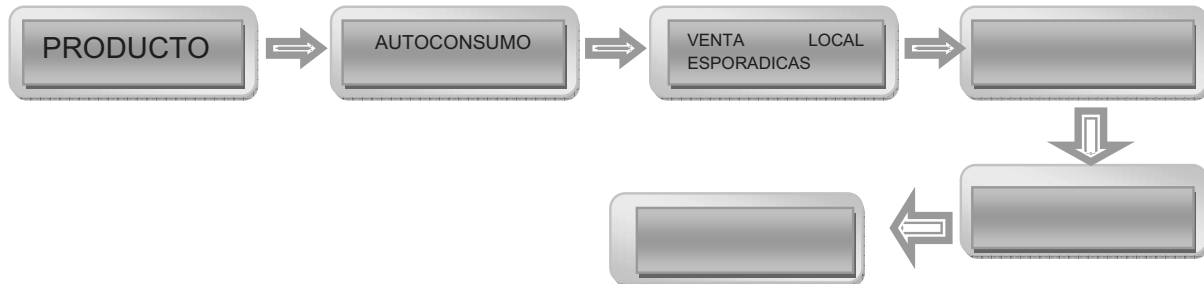 PRODUCTO
AUTOCONSUMO
VENTA LOCAL
ESPORADICAS